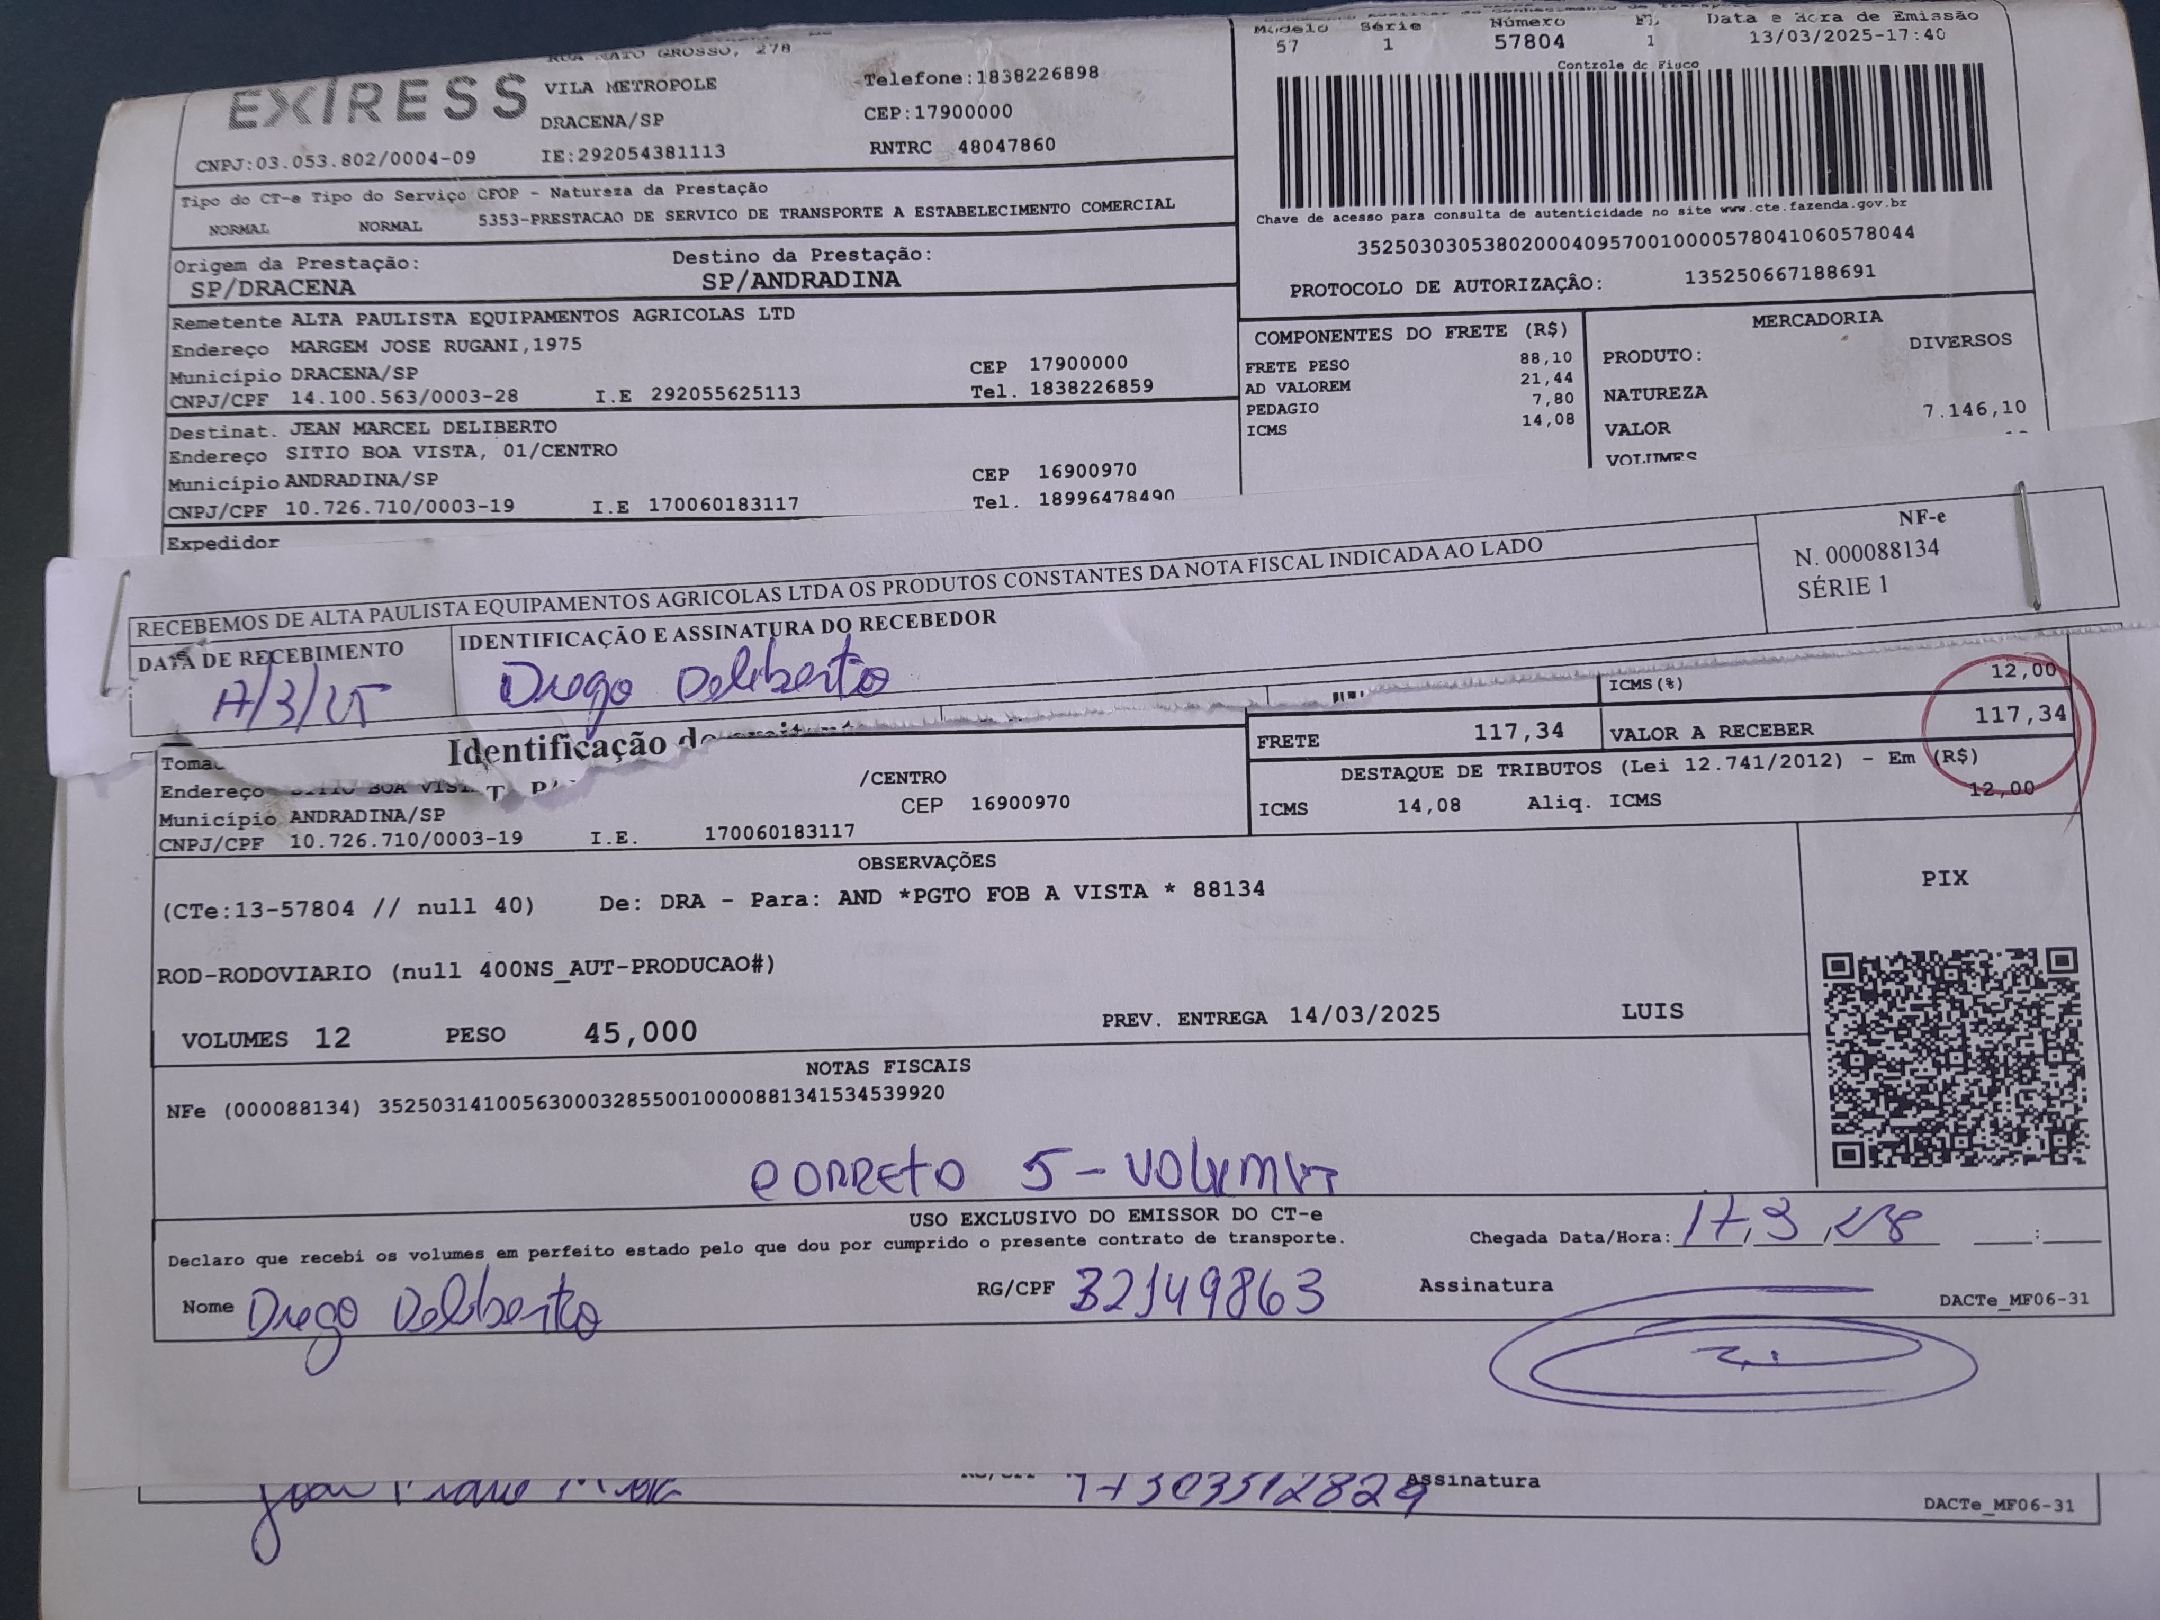 Modelo Série Número FL Data e Hora de Emissão
57 1 57804 1 13/03/2025-17:40
MATO GROSSO, 278
EXPRESS
VILA METROPOLE Telefone:1838226898
DRACENA/SP CEP:17900000
CNPJ:03.053.802/0004-09 IE:292054381113 RNTRC 48047860
Controle do Fisco
Chave de acesso para consulta de autenticidade no site www.cte.fazenda.gov.br
35250303053802000409570010000578041060578044
PROTOCOLO DE AUTORIZAÇÂO: 135250667188691
Tipo do CT-e Tipo do Serviço CFOP - Natureza da Prestação
NORMAL NORMAL 5353-PRESTACAO DE SERVICO DE TRANSPORTE A ESTABELECIMENTO COMERCIAL
Origem da Prestação: Destino da Prestação:
SP/DRACENA SP/ANDRADINA
Remetente ALTA PAULISTA EQUIPAMENTOS AGRICOLAS LTD
Endereço MARGEM JOSE RUGANI,1975
Município DRACENA/SP CEP 17900000
CNPJ/CPF 14.100.563/0003-28 I.E 292055625113 Tel. 1838226859
Destinat. JEAN MARCEL DELIBERTO
Endereço SITIO BOA VISTA, 01/CENTRO
Município ANDRADINA/SP CEP 16900970
CNPJ/CPF 10.726.710/0003-19 I.E 170060183117 Tel. 18996478490
Expedidor
COMPONENTES DO FRETE (R$)
FRETE PESO 88,10
AD VALOREM 21,44
PEDAGIO 7,80
ICMS 14,08
MERCADORIA
PRODUTO: DIVERSOS
NATUREZA
VALOR 7.146,10
VOLUMES
RECEBEMOS DE ALTA PAULISTA EQUIPAMENTOS AGRICOLAS LTDA OS PRODUTOS CONSTANTES DA NOTA FISCAL INDICADA AO LADO
NF-e
N. 000088134
SÉRIE 1
DATA DE RECEBIMENTO IDENTIFICAÇÃO E ASSINATURA DO RECEBEDOR
17/3/25 Diego Deliberto
Identificação do
ICMS(%) 12,00
FRETE 117,34 VALOR A RECEBER 117,34
DESTAQUE DE TRIBUTOS (Lei 12.741/2012) - Em (R$)
ICMS 14,08 Aliq. ICMS 12,00
Endereço SITIO BOA VIS /CENTRO
Município ANDRADINA/SP CEP 16900970
CNPJ/CPF 10.726.710/0003-19 I.E. 170060183117
OBSERVAÇÕES
(CTe:13-57804 // null 40) De: DRA - Para: AND *PGTO FOB A VISTA * 88134
PIX
ROD-RODOVIARIO (null 400NS_AUT-PRODUCAO#)
VOLUMES 12 PESO 45,000 PREV. ENTREGA 14/03/2025 LUIS
NOTAS FISCAIS
NFe (000088134) 35250314100563000328550010000881341534539920
CORRETO 5-VOLUMES
USO EXCLUSIVO DO EMISSOR DO CT-e
Declaro que recebi os volumes em perfeito estado pelo que dou por cumprido o presente contrato de transporte. Chegada Data/Hora: 17,3,25 :
Nome Diego Deliberto RG/CPF 32149863 Assinatura
DACTe_MF06-31
Assinatura
DACTe_MF06-31